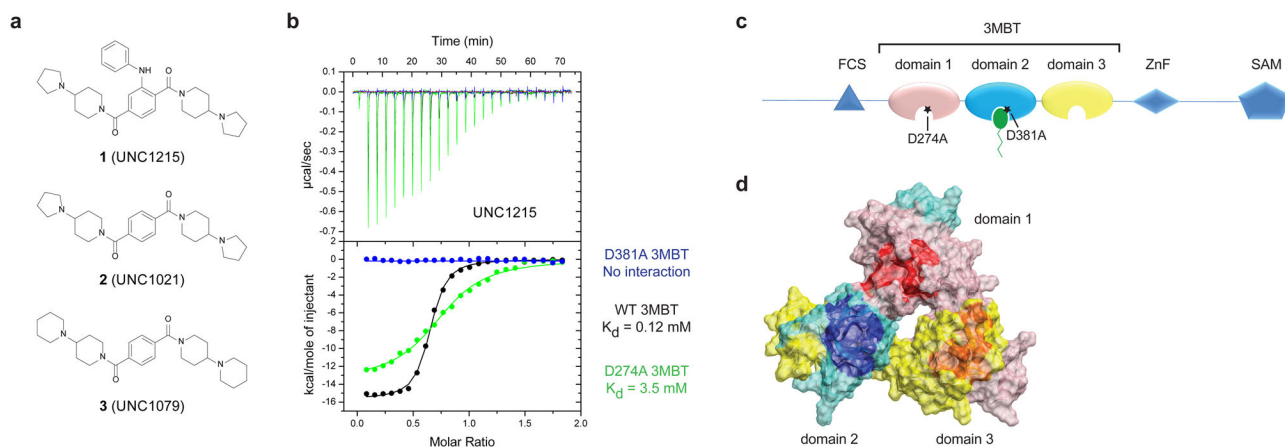 a
NH
O
N
N
N
N
O
1 (UNC1215)
O
N
N
N
N
O
2 (UNC1021)
O
N
N
N
N
O
3 (UNC1079)
b
Time (min)
0 10 20 30 40 50 60 70
0.1
0.0
-0.1
-0.2
-0.3
-0.4
-0.5
-0.6
-0.7
µcal/sec
UNC1215
0
-2
-4
-6
-8
-10
-12
-14
-16
kcal/mole of injectant
0.0 0.5 1.0 1.5 2.0
Molar Ratio
D381A 3MBT
No interaction
WT 3MBT
Kd = 0.12 mM
D274A 3MBT
Kd = 3.5 mM
c
3MBT
FCS domain 1 domain 2 domain 3 ZnF SAM
D274A D381A
d
domain 1
domain 2 domain 3